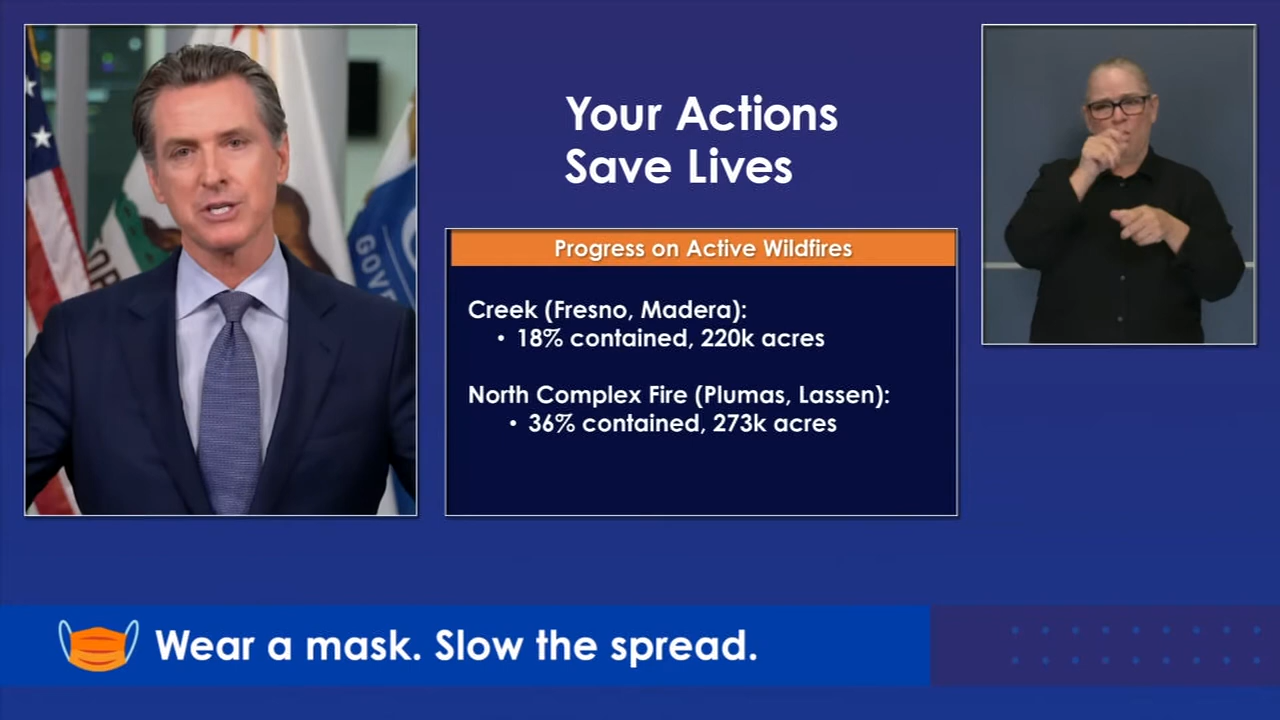 Your Actions
Save Lives
Progress on Active Wildfires
Creek (Fresno, Madera):
• 18% contained, 220k acres
North Complex Fire (Plumas, Lassen):
• 36% contained, 273k acres
Wear a mask. Slow the spread.
GOV